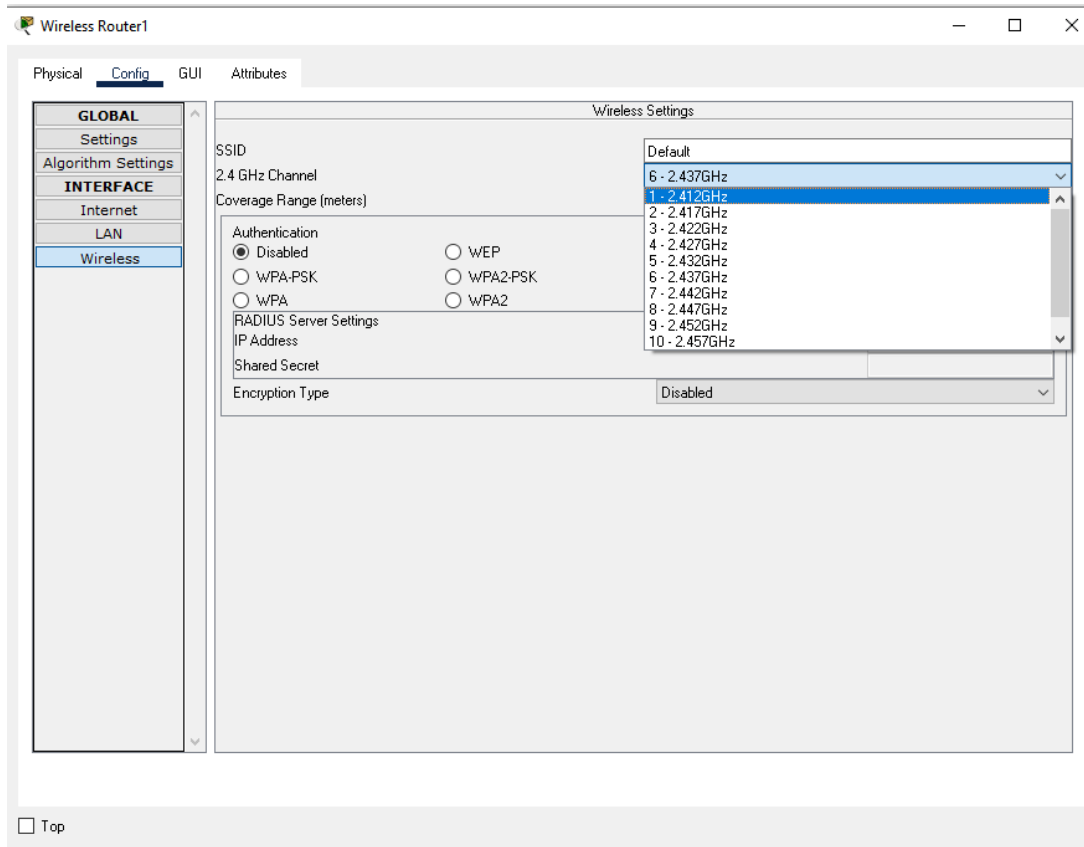 Wireless Router1
Physical Config GUI Attributes
GLOBAL
Settings
Algorithm Settings
INTERFACE
Internet
LAN
Wireless
Wireless Settings
SSID Default
2.4 GHz Channel 6 - 2.437GHz
Coverage Range (meters)
1 - 2.412GHz
2 - 2.417GHz
3 - 2.422GHz
4 - 2.427GHz
5 - 2.432GHz
6 - 2.437GHz
7 - 2.442GHz
8 - 2.447GHz
9 - 2.452GHz
10 - 2.457GHz
Authentication
Disabled WEP
WPA-PSK WPA2-PSK
WPA WPA2
RADIUS Server Settings
IP Address
Shared Secret
Encryption Type Disabled
Top